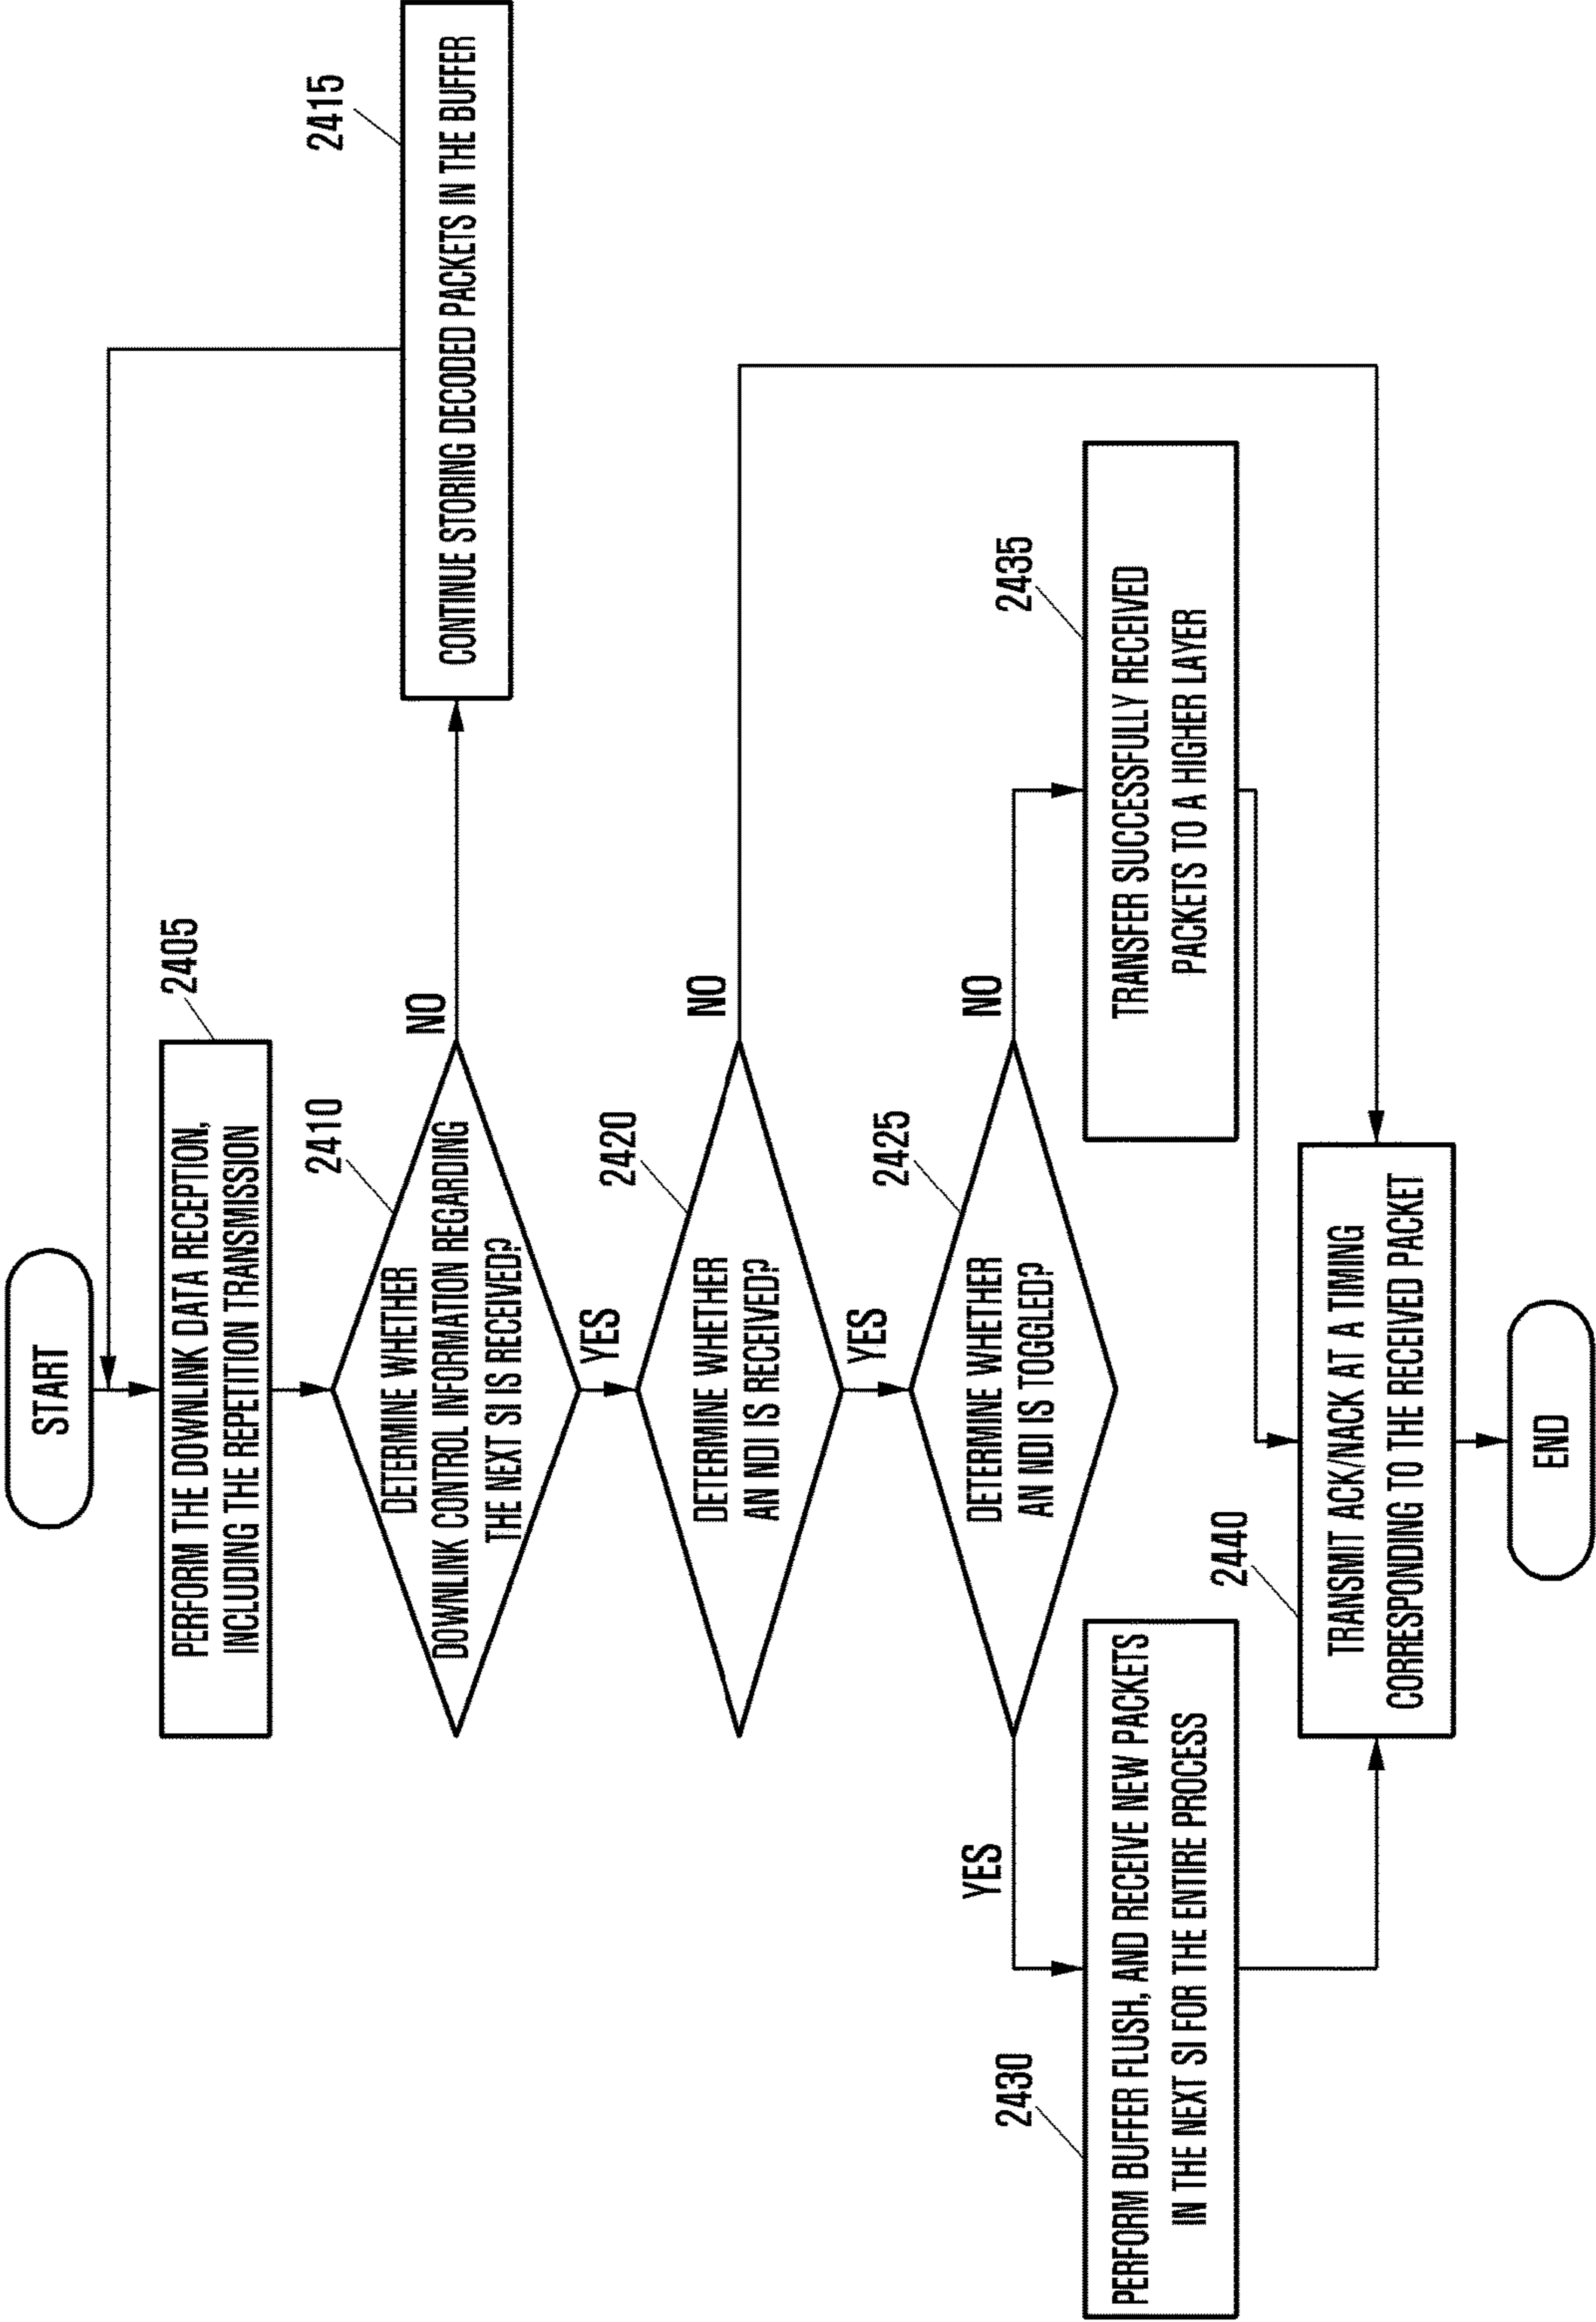 START
2405
PERFORM THE DOWNLINK DATA RECEPTION,
INCLUDING THE REPETITION TRANSMISSION
2410
DETERMINE WHETHER
DOWNLINK CONTROL INFORMATION REGARDING
THE NEXT SI IS RECEIVED?
NO
2415
CONTINUE STORING DECODED PACKETS IN THE BUFFER
YES
2420
DETERMINE WHETHER
AN NDI IS RECEIVED?
NO
YES
2425
DETERMINE WHETHER
AN NDI IS TOGGLED?
YES
NO
2430
PERFORM BUFFER FLUSH, AND RECEIVE NEW PACKETS
IN THE NEXT SI FOR THE ENTIRE PROCESS
2435
TRANSFER SUCCESSFULLY RECEIVED
PACKETS TO A HIGHER LAYER
2440
TRANSMIT ACK/NACK AT A TIMING
CORRESPONDING TO THE RECEIVED PACKET
END